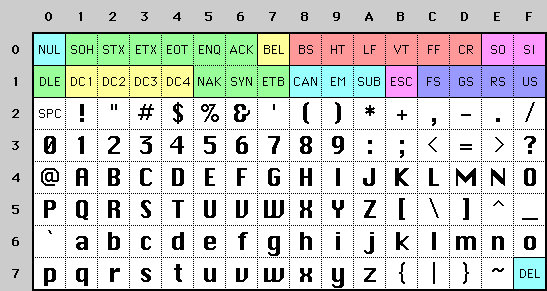 0 1 2 3 4 5 6 7 8 9 A B C D E F
0 NUL SOH STX ETX EOT ENQ ACK BEL BS HT LF VT FF CR SO SI
1 DLE DC1 DC2 DC3 DC4 NAK SYN ETB CAN EM SUB ESC FS GS RS US
2 SPC ! " # $ % & ' ( ) * + , - . /
3 0 1 2 3 4 5 6 7 8 9 : ; < = > ?
4 @ A B C D E F G H I J K L M N O
5 P Q R S T U V W X Y Z [ \ ] ^ _
6 ` a b c d e f g h i j k l m n o
7 p q r s t u v w x y z { | } ~ DEL